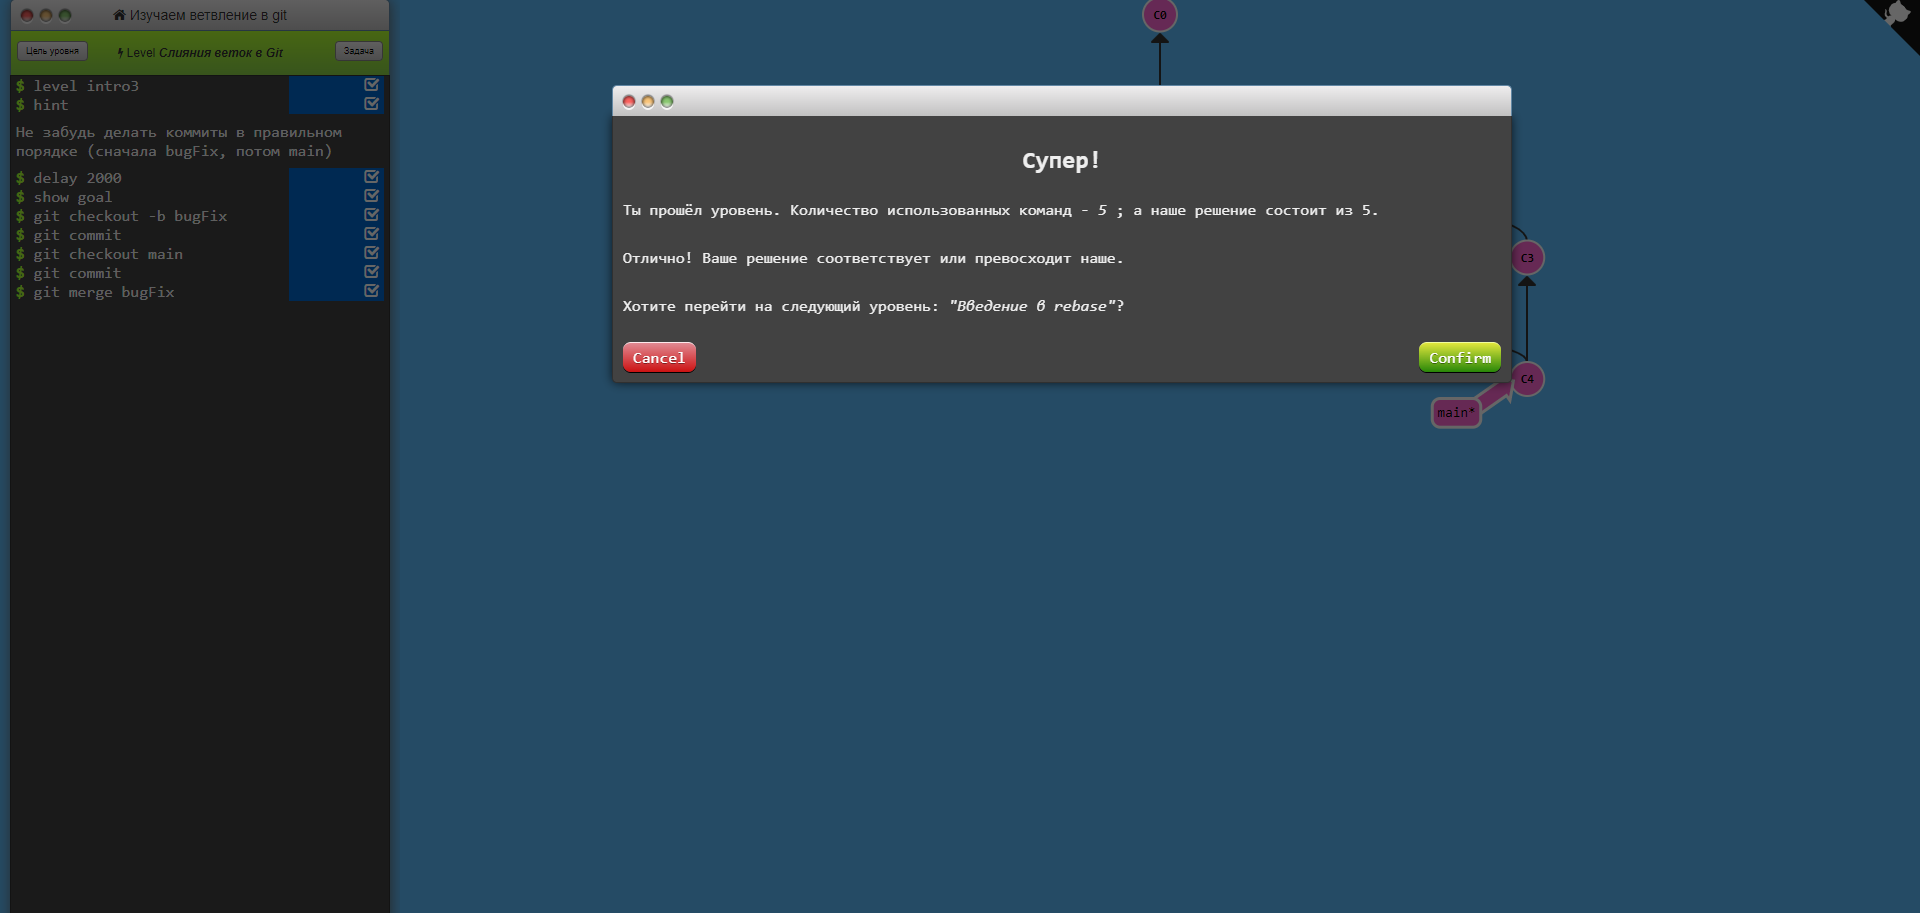 Изучаем ветвление в git
Цель уровня
Level Слияния веток в Git
Задача
$ level intro3
$ hint
Не забудь делать коммиты в правильном
порядке (сначала bugFix, потом main)
$ delay 2000
$ show goal
$ git checkout -b bugFix
$ git commit
$ git checkout main
$ git commit
$ git merge bugFix
C0
Супер!
Ты прошёл уровень. Количество использованных команд - 5 ; а наше решение состоит из 5.
Отлично! Ваше решение соответствует или превосходит наше.
Хотите перейти на следующий уровень: "Введение в rebase"?
Cancel
Confirm
C3
C4
main*